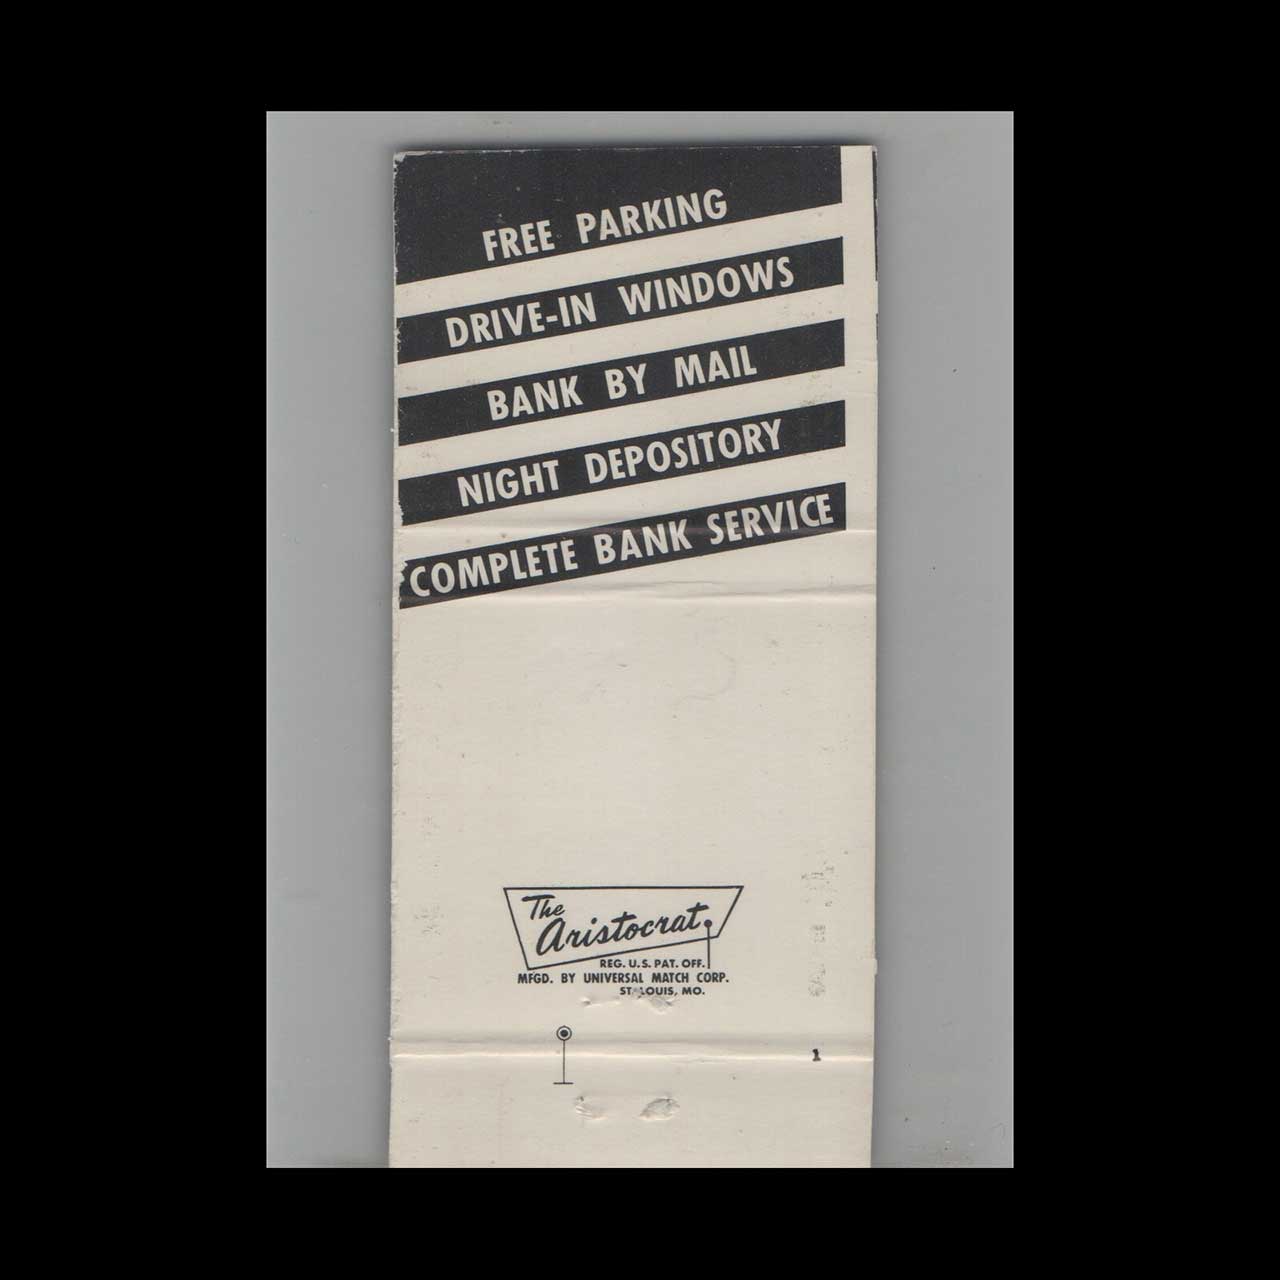 FREE PARKING
DRIVE-IN WINDOWS
BANK BY MAIL
NIGHT DEPOSITORY
COMPLETE BANK SERVICE
The
Aristocrat
REG. U.S. PAT. OFF.
MFGD. BY UNIVERSAL MATCH CORP.
ST. LOUIS, MO.
1